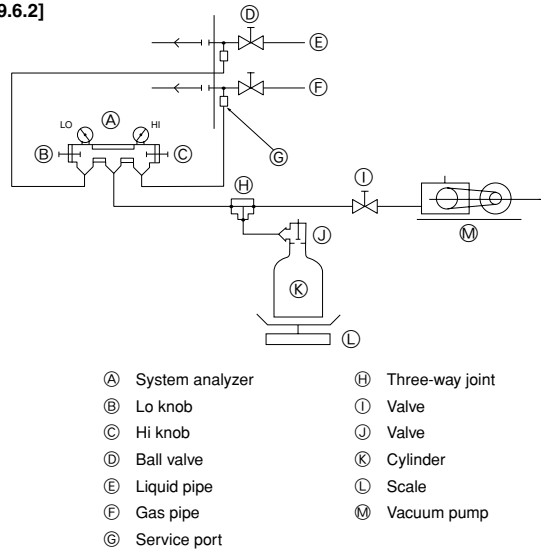 9.6.2]
Ⓓ
Ⓔ
Ⓕ
LO Ⓐ HI
Ⓑ Ⓒ
Ⓖ
Ⓗ Ⓘ
Ⓙ
Ⓜ
Ⓚ
Ⓛ
Ⓐ System analyzer
Ⓑ Lo knob
Ⓒ Hi knob
Ⓓ Ball valve
Ⓔ Liquid pipe
Ⓕ Gas pipe
Ⓖ Service port
Ⓗ Three-way joint
Ⓘ Valve
Ⓙ Valve
Ⓚ Cylinder
Ⓛ Scale
Ⓜ Vacuum pump